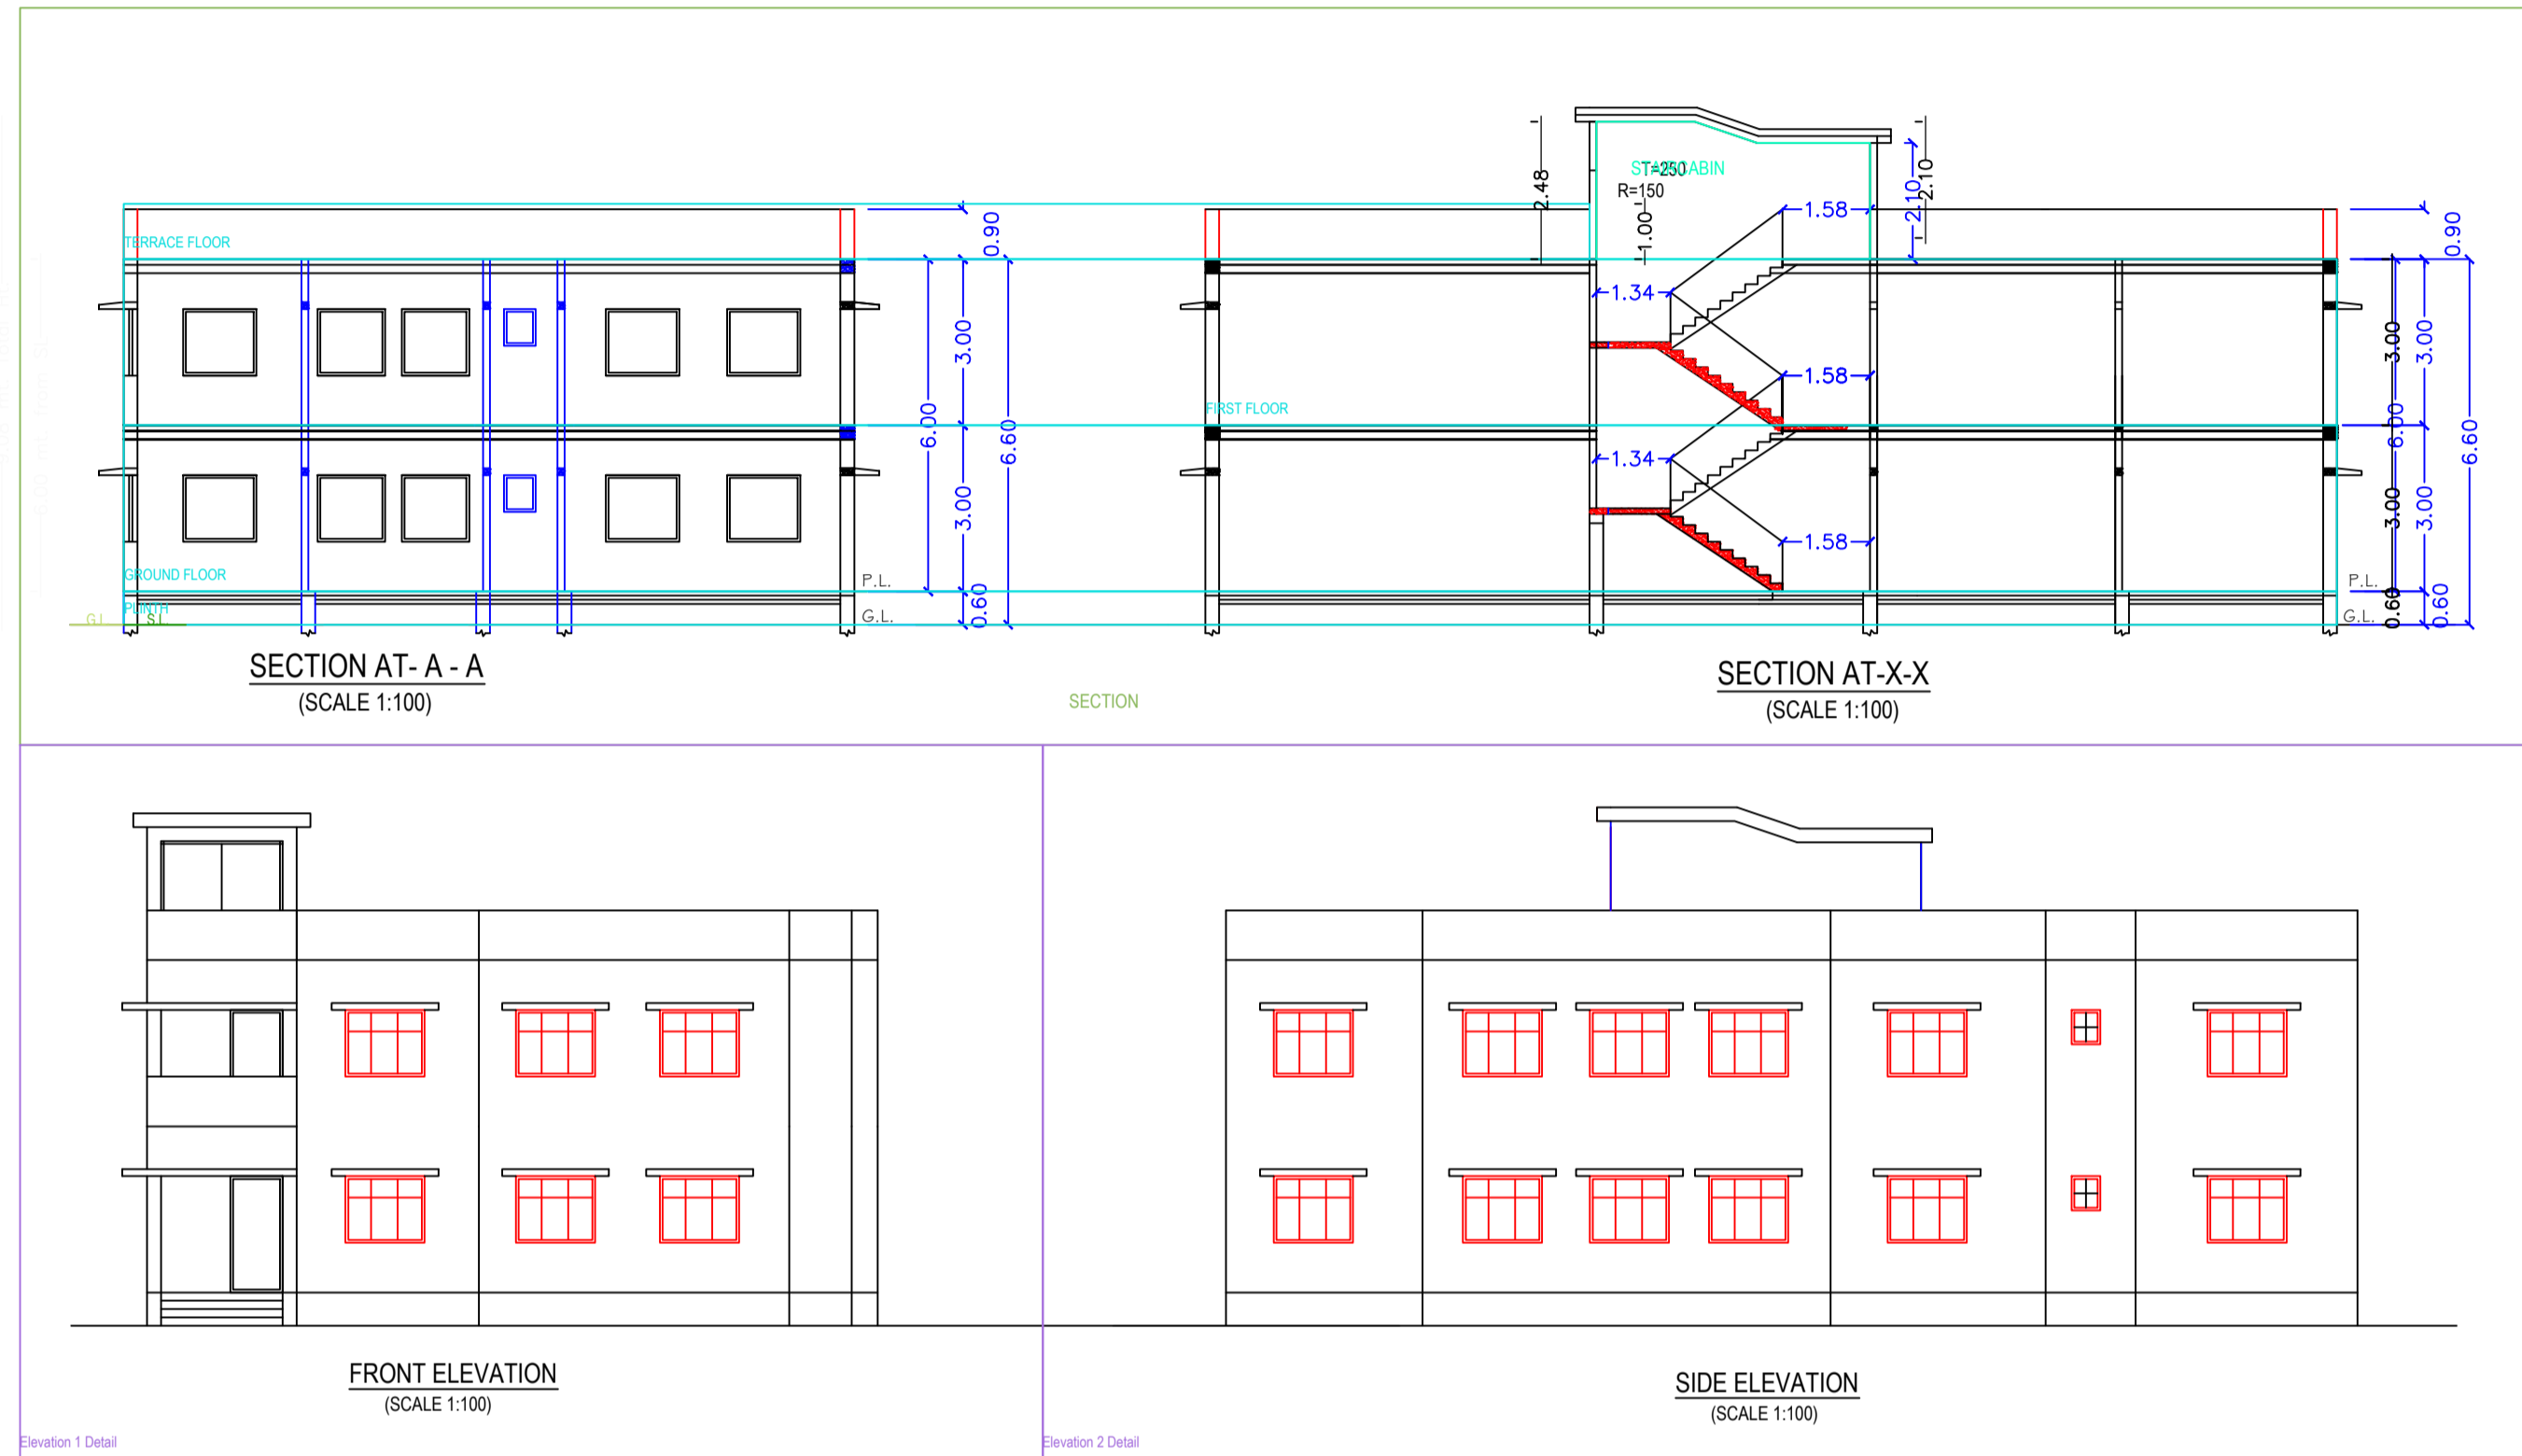 STAIRCABIN
T=250
R=150
2.48
1.00
2.10
2.10
1.58
0.90
0.90
TERRACE FLOOR
1.34
3.00
3.00
3.00
1.58
FIRST FLOOR
6.00
6.60
6.00
6.60
1.34
3.00
3.00
3.00
1.58
GROUND FLOOR
P.L.
P.L.
PLINTH
0.60
0.60
0.60
G.L.
S.L.
G.L.
G.L.
SECTION AT- A - A
(SCALE 1:100)
SECTION AT-X-X
(SCALE 1:100)
SECTION
FRONT ELEVATION
(SCALE 1:100)
SIDE ELEVATION
(SCALE 1:100)
Elevation 1 Detail
Elevation 2 Detail